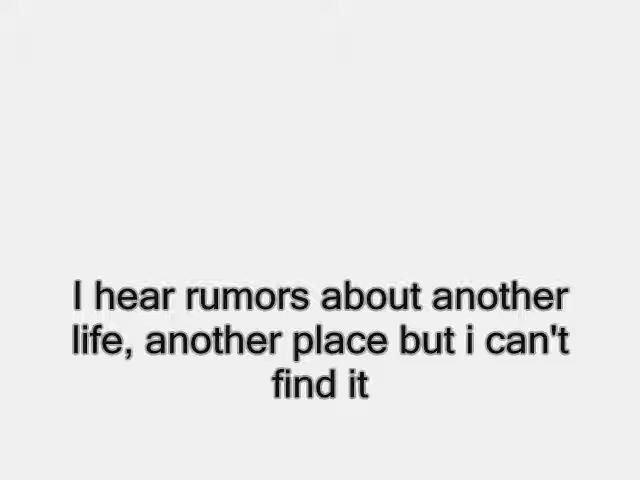 I hear rumors about another
life, another place but i can't
find it